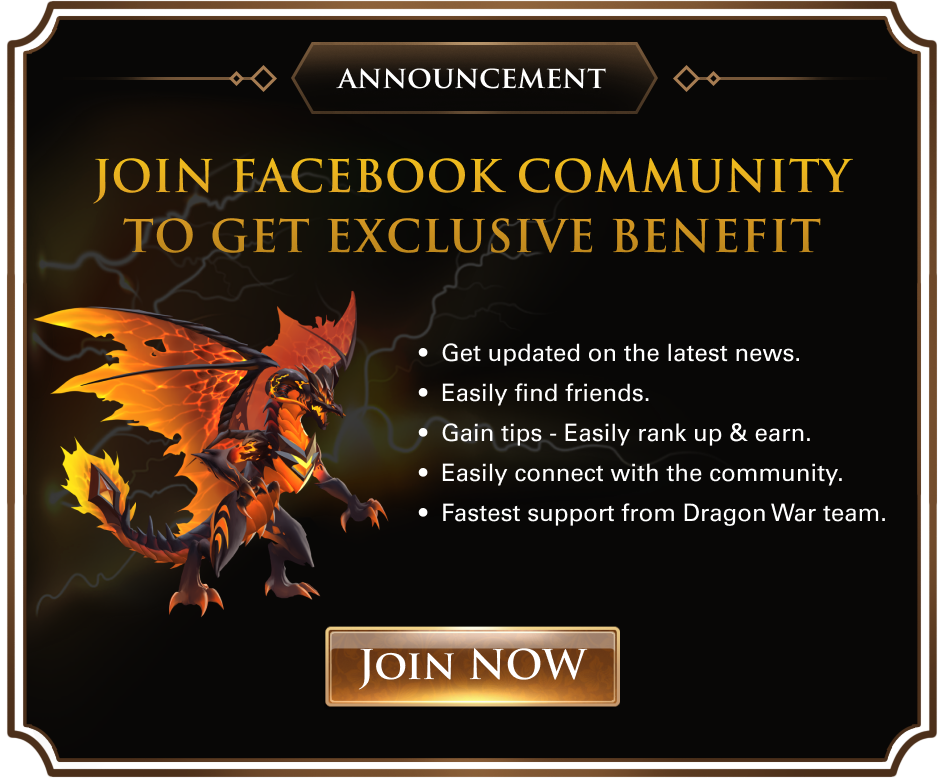 ANNOUNCEMENT
JOIN FACEBOOK COMMUNITY
TO GET EXCLUSIVE BENEFIT
• Get updated on the latest news.
• Easily find friends.
• Gain tips - Easily rank up & earn.
• Easily connect with the community.
• Fastest support from Dragon War team.
JOIN NOW